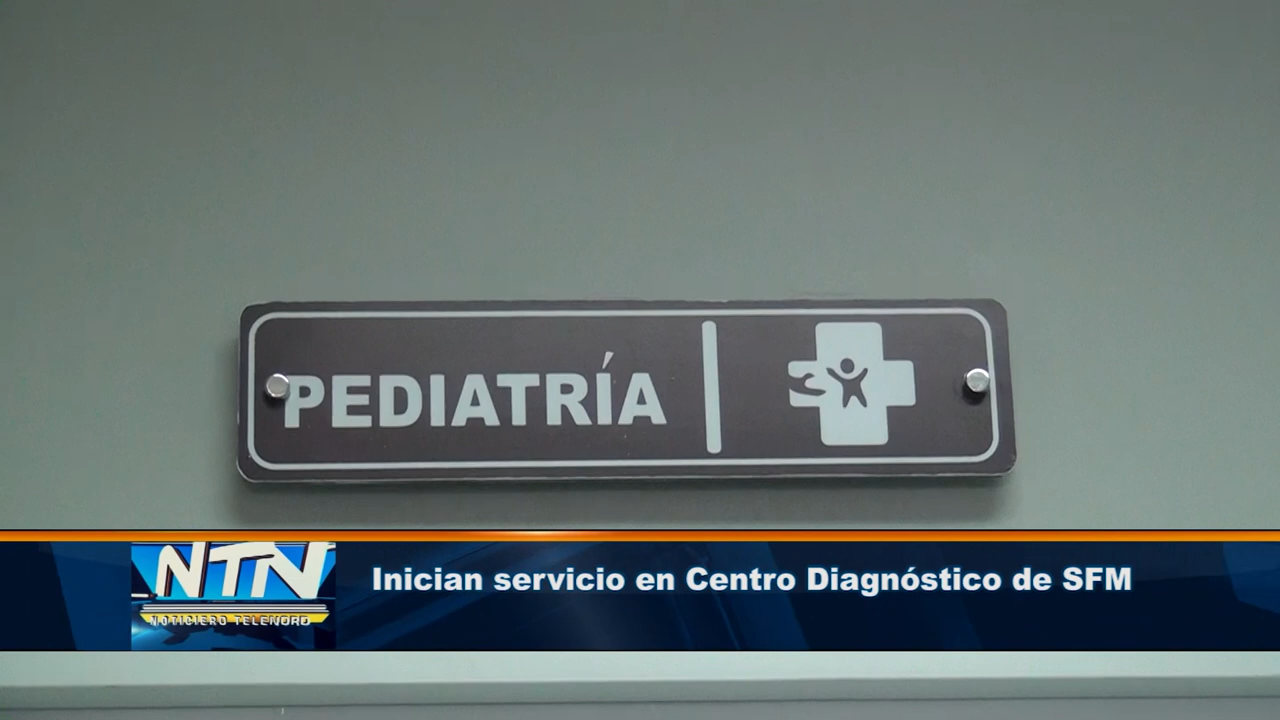 PEDIATRÍA
NTN
NOTICIERO TELENORD
Inician servicio en Centro Diagnóstico de SFM